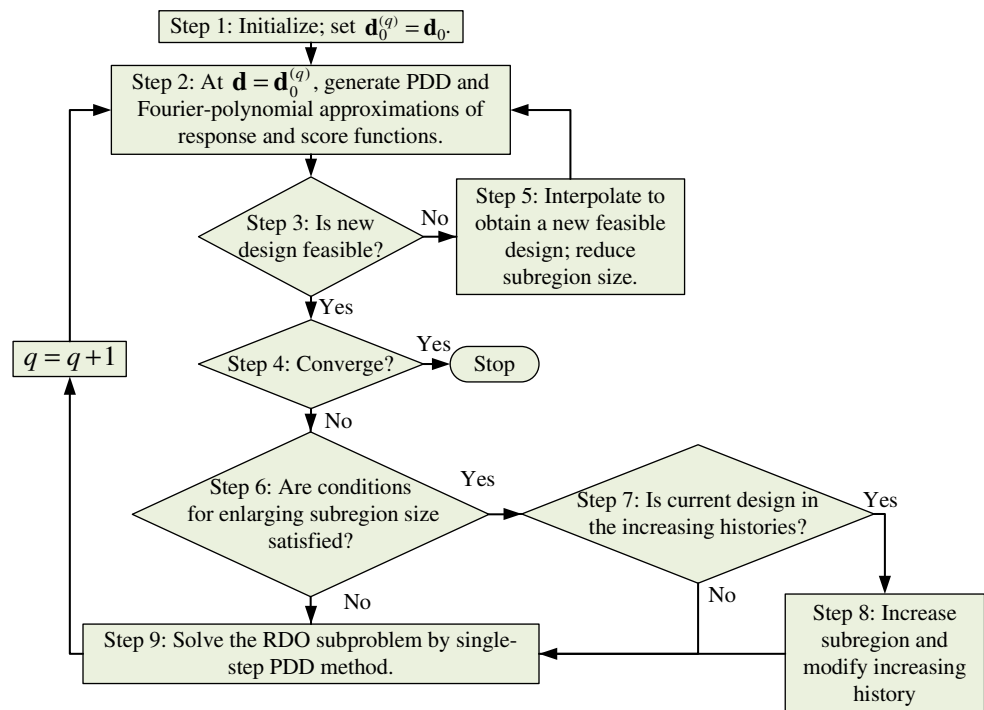 Step 1: Initialize; set d₀⁽q⁾ = d₀.
Step 2: At d = d₀⁽q⁾, generate PDD and
Fourier-polynomial approximations of
response and score functions.
Step 3: Is new
design feasible?
No
Step 5: Interpolate to
obtain a new feasible
design; reduce
subregion size.
Yes
Step 4: Converge?
Yes
Stop
q = q +1
No
Step 6: Are conditions
for enlarging subregion size
satisfied?
Yes
Step 7: Is current design in
the increasing histories?
Yes
No
No
Step 8: Increase
subregion and
modify increasing
history
Step 9: Solve the RDO subproblem by single-
step PDD method.